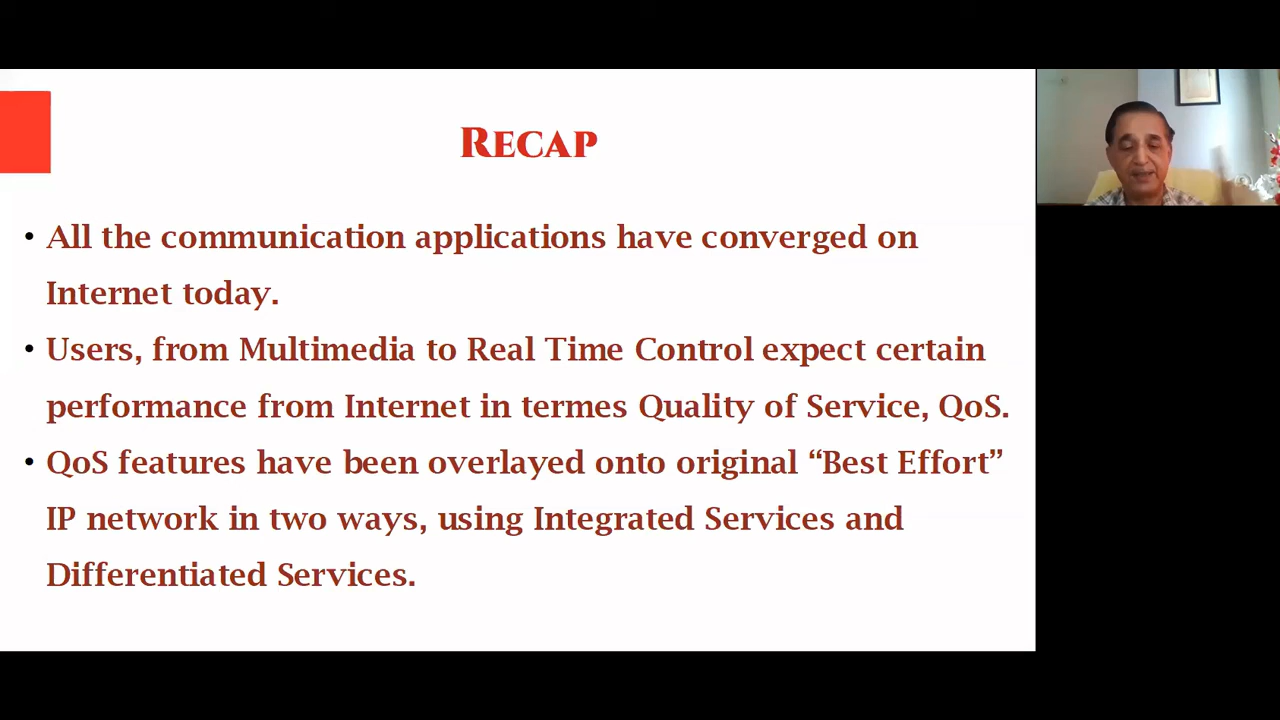 Recap
• All the communication applications have converged on
Internet today.
• Users, from Multimedia to Real Time Control expect certain
performance from Internet in termes Quality of Service, QoS.
• QoS features have been overlayed onto original “Best Effort”
IP network in two ways, using Integrated Services and
Differentiated Services.